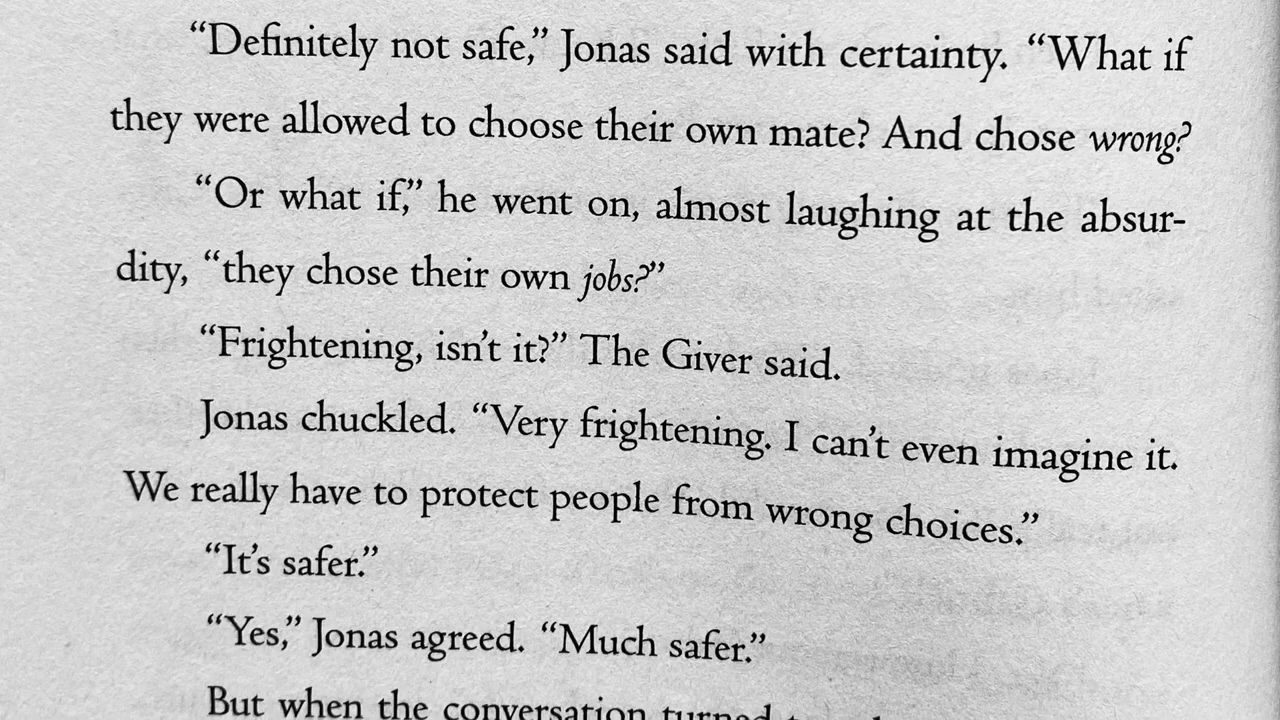 “Definitely not safe,” Jonas said with certainty. “What if
they were allowed to choose their own mate? And chose wrong?
“Or what if,” he went on, almost laughing at the absur-
dity, “they chose their own jobs?”
“Frightening, isn’t it?” The Giver said.
Jonas chuckled. “Very frightening. I can’t even imagine it.
We really have to protect people from wrong choices.”
“It’s safer.”
“Yes,” Jonas agreed. “Much safer.”
But when the conversation turned